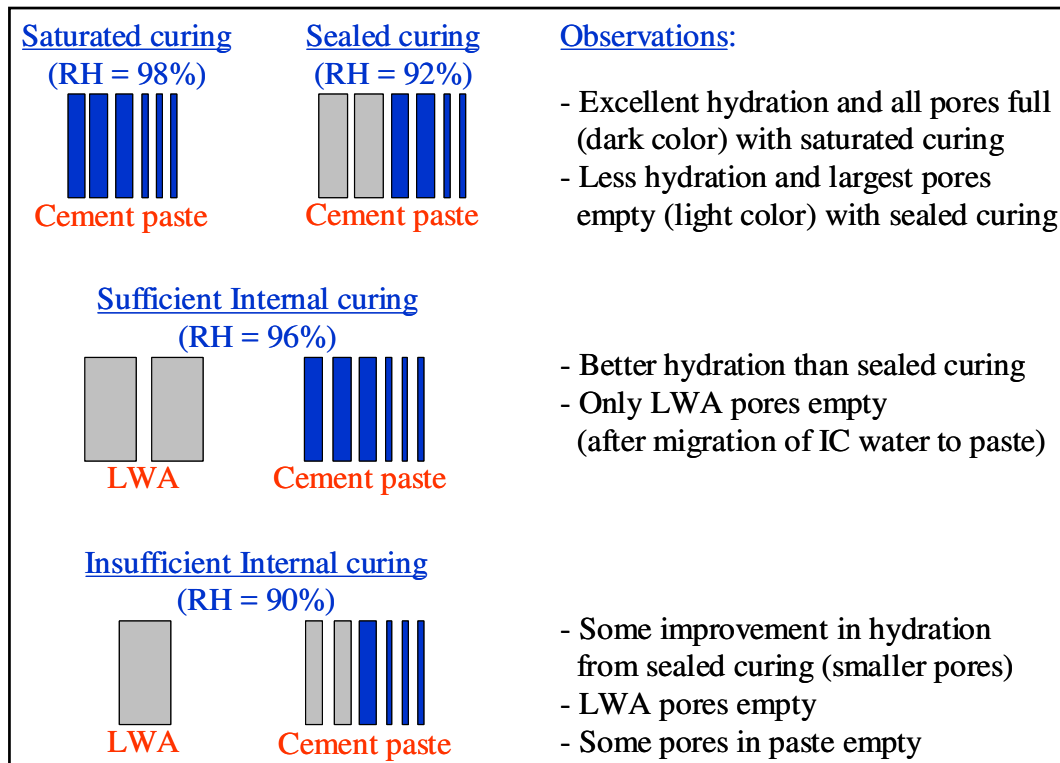 Saturated curing
(RH = 98%)
Cement paste
Sealed curing
(RH = 92%)
Cement paste
Observations:
- Excellent hydration and all pores full
(dark color) with saturated curing
- Less hydration and largest pores
empty (light color) with sealed curing
Sufficient Internal curing
(RH = 96%)
LWA
Cement paste
- Better hydration than sealed curing
- Only LWA pores empty
(after migration of IC water to paste)
Insufficient Internal curing
(RH = 90%)
LWA
Cement paste
- Some improvement in hydration
from sealed curing (smaller pores)
- LWA pores empty
- Some pores in paste empty